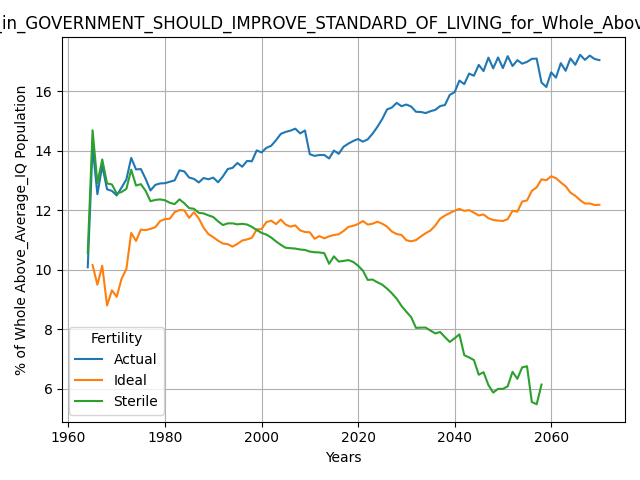 _in_GOVERNMENT_SHOULD_IMPROVE_STANDARD_OF_LIVING_for_Whole_Abov
% of Whole Above_Average_IQ Population
16
14
12
10
8
6
Fertility
Actual
Ideal
Sterile
1960 1980 2000 2020 2040 2060
Years